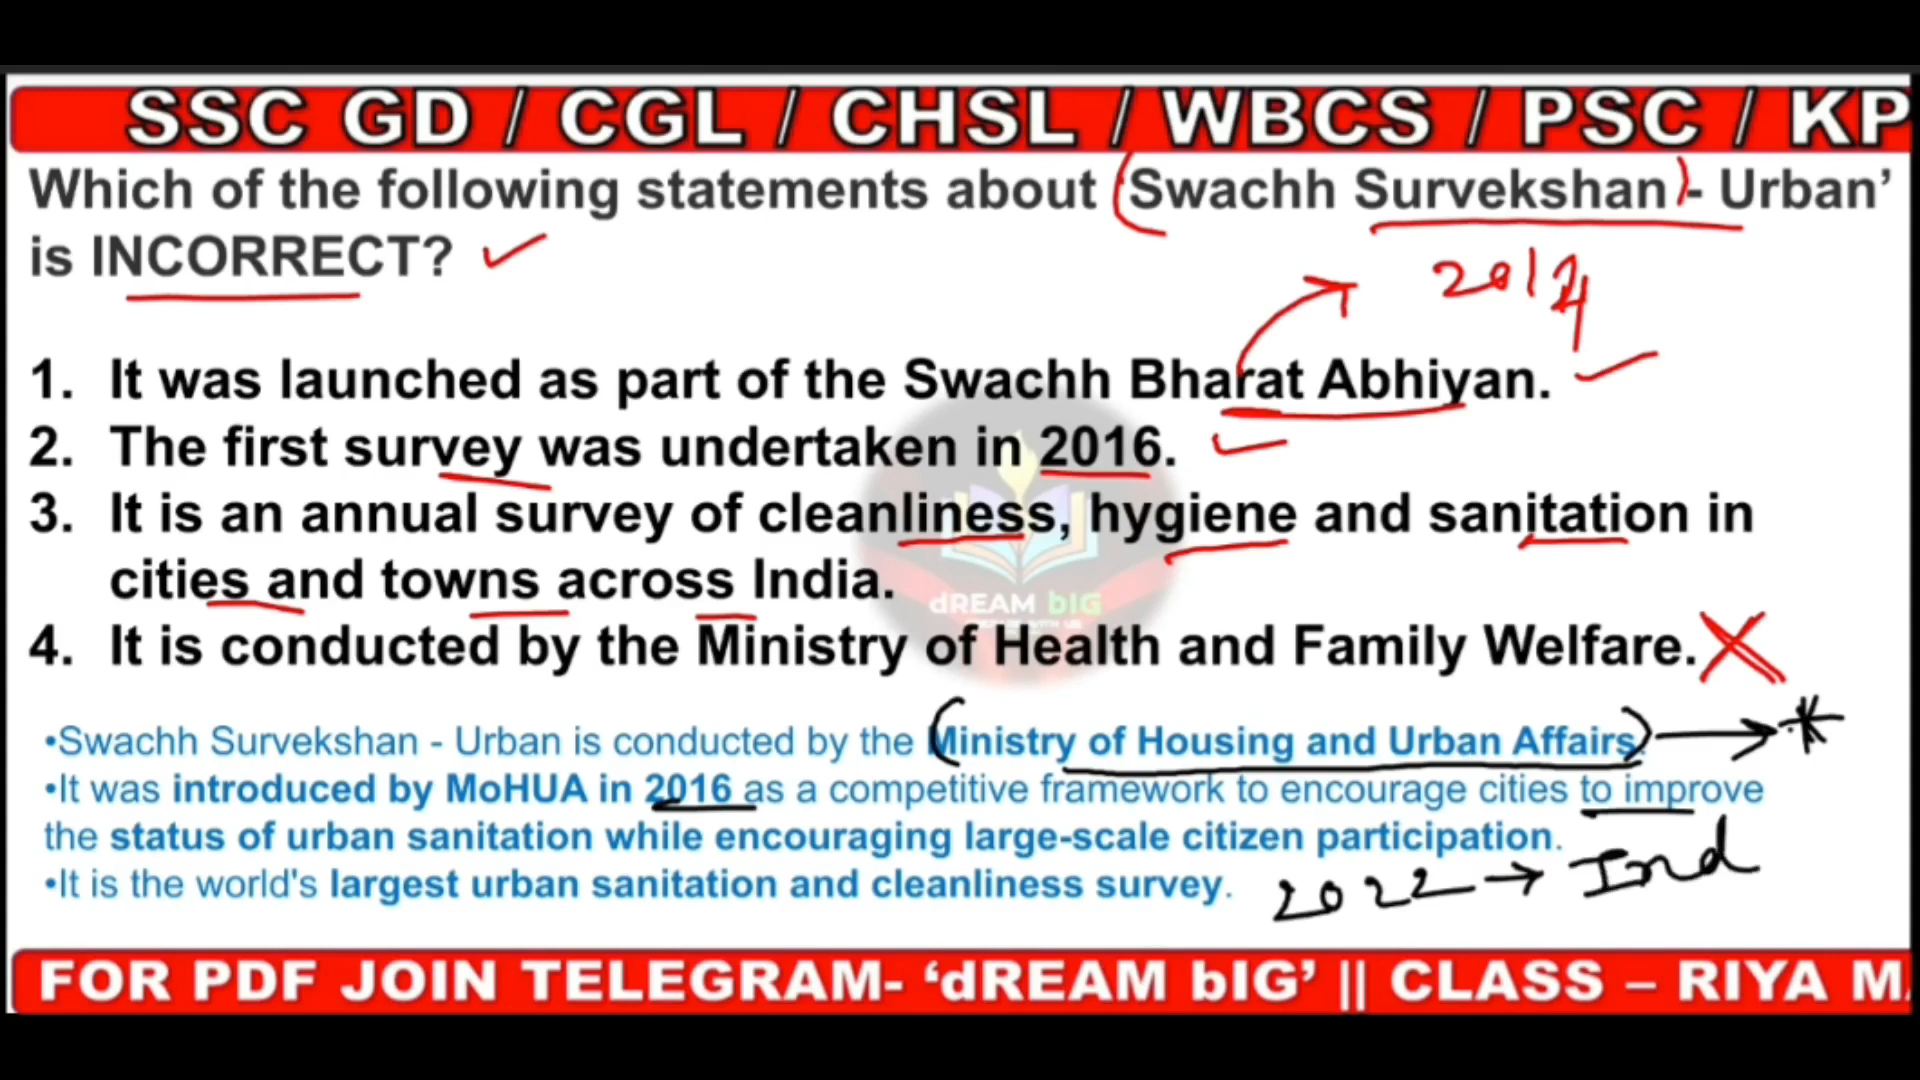 SSC GD / CGL / CHSL / WBCS / PSC / KP
Which of the following statements about ‘Swachh Survekshan - Urban’
is INCORRECT?
2014
1. It was launched as part of the Swachh Bharat Abhiyan.
2. The first survey was undertaken in 2016.
3. It is an annual survey of cleanliness, hygiene and sanitation in
cities and towns across India.
dREAM bIG
4. It is conducted by the Ministry of Health and Family Welfare.
•Swachh Survekshan - Urban is conducted by the Ministry of Housing and Urban Affairs.
•It was introduced by MoHUA in 2016 as a competitive framework to encourage cities to improve
the status of urban sanitation while encouraging large-scale citizen participation.
•It is the world's largest urban sanitation and cleanliness survey.
2022 → Ind
FOR PDF JOIN TELEGRAM- ‘dREAM bIG’ || CLASS – RIYA MA